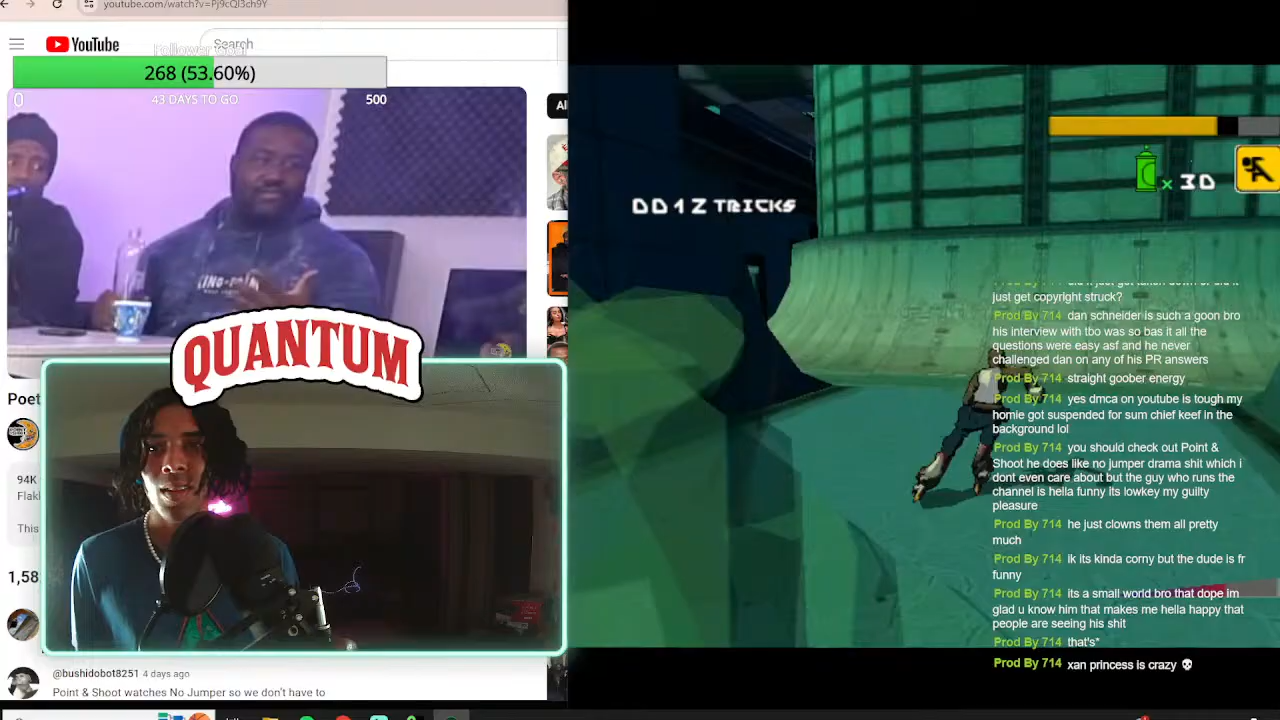 youtube.com/watch?v=Pj9cQI3ch9Y
YouTube
Search
268 (53.60%)
0
43 DAYS TO GO
500
All
KING
QUANTUM
Poet
94K
Flak
This
1,58
@bushidobot8251 4 days ago
Point & Shoot watches No Jumper so we don't have to
001Z TRICKS
x 30
just get copyright struck?
Prod By 714 dan schneider is such a goon bro
his interview with tbo was so bas it all the
questions were easy asf and he never
challenged dan on any of his PR answers
Prod By 714 straight goober energy
Prod By 714 yes dmca on youtube is tough my
homie got suspended for sum chief keef in the
background lol
Prod By 714 you should check out Point &
Shoot he does like no jumper drama shit which i
dont even care about but the guy who runs the
channel is hella funny its lowkey my guilty
pleasure
Prod By 714 he just clowns them all pretty
much
Prod By 714 ik its kinda corny but the dude is fr
funny
Prod By 714 its a small world bro that dope im
glad u know him that makes me hella happy that
people are seeing his shit
Prod By 714 that's*
Prod By 714 xan princess is crazy 💀